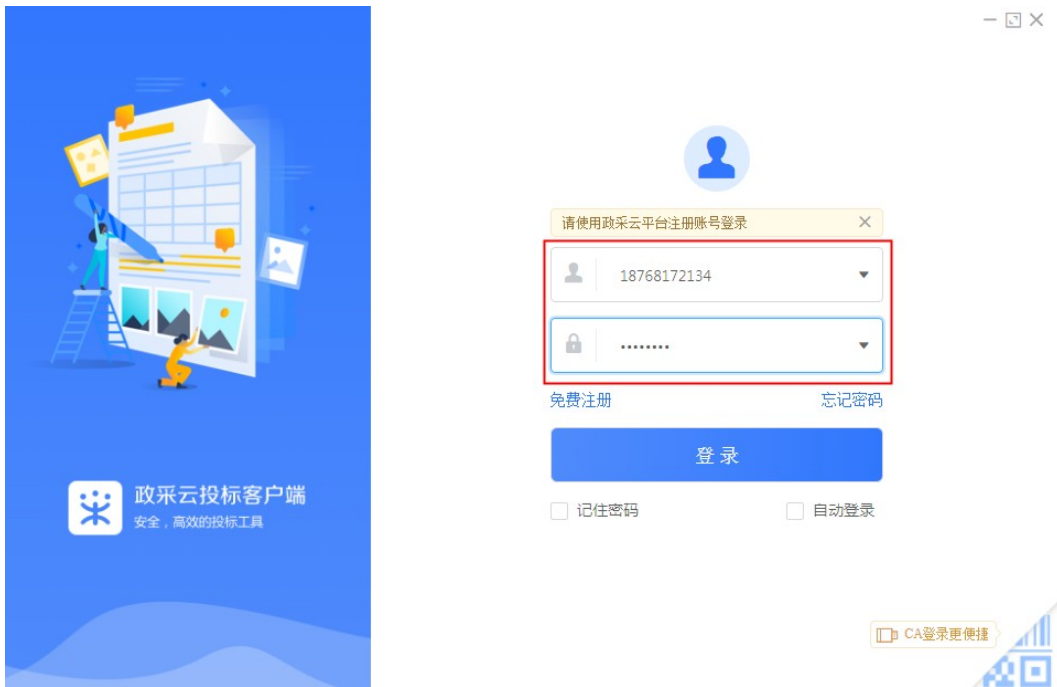 请使用政采云平台注册账号登录
18768172134
........
免费注册
忘记密码
登录
记住密码
自动登录
政采云投标客户端
安全，高效的投标工具
CA登录更便捷